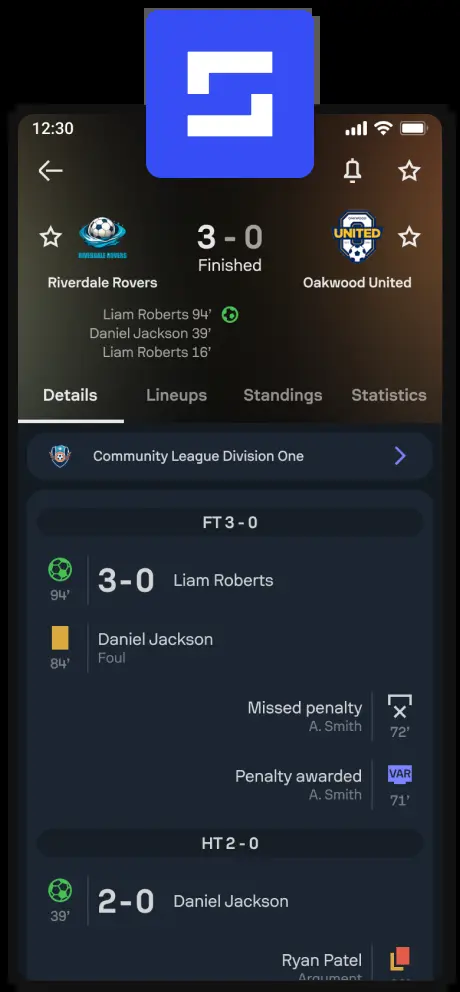 12:30
3 - 0
Finished
RIVERDALE ROVERS
OAKWOOD
UNITED
Riverdale Rovers
Oakwood United
Liam Roberts 94'
Daniel Jackson 39'
Liam Roberts 16'
Details Lineups Standings Statistics
Community League Division One
FT 3 - 0
94'
3 - 0 Liam Roberts
84'
Daniel Jackson
Foul
Missed penalty
A. Smith
72'
Penalty awarded
A. Smith
VAR
71'
HT 2 - 0
39'
2 - 0 Daniel Jackson
Ryan Patel
Argument